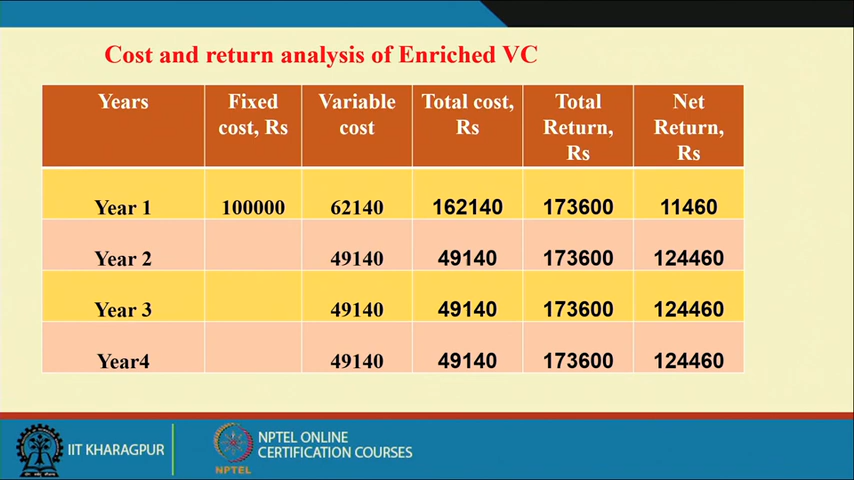 Cost and return analysis of Enriched VC
Years Fixed cost, Rs Variable cost Total cost, Rs Total Return, Rs Net Return, Rs
Year 1 100000 62140 162140 173600 11460
Year 2 49140 49140 173600 124460
Year 3 49140 49140 173600 124460
Year4 49140 49140 173600 124460
IIT KHARAGPUR
NPTEL
NPTEL ONLINE
CERTIFICATION COURSES